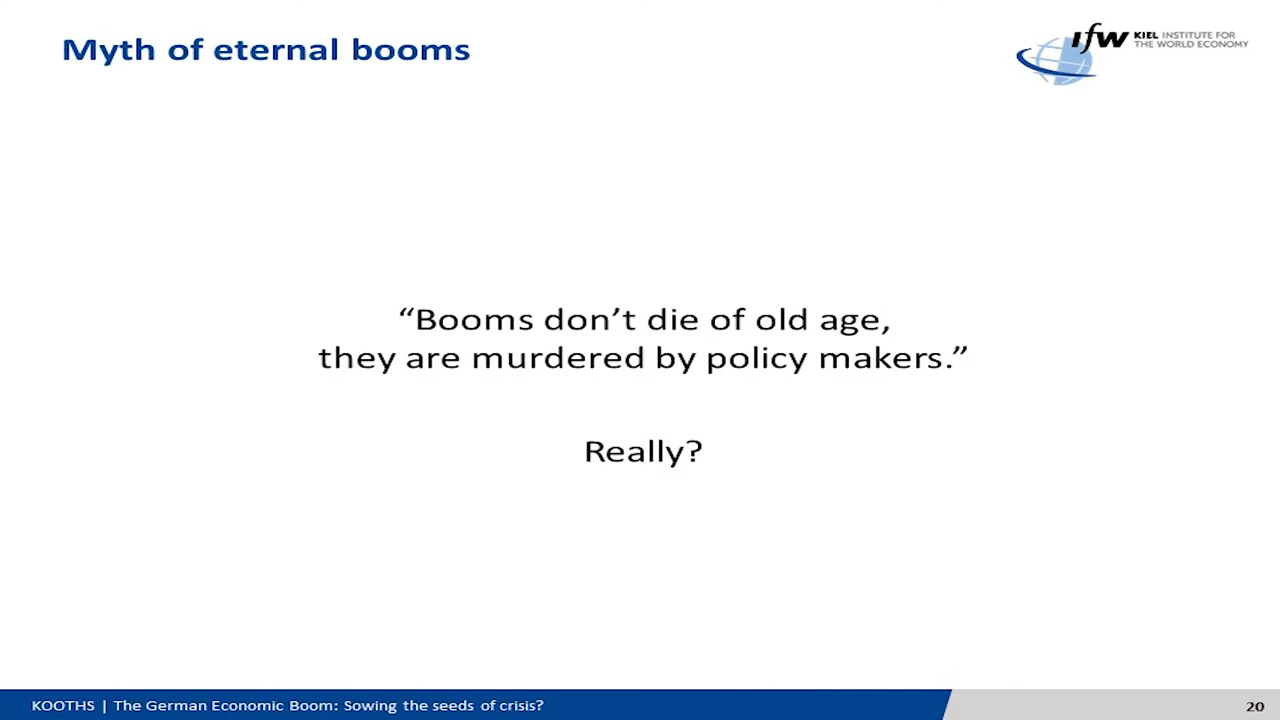 Myth of eternal booms
ifw KIEL INSTITUTE FOR
THE WORLD ECONOMY
“Booms don’t die of old age,
they are murdered by policy makers.”
Really?
KOOTHS | The German Economic Boom: Sowing the seeds of crisis?
20